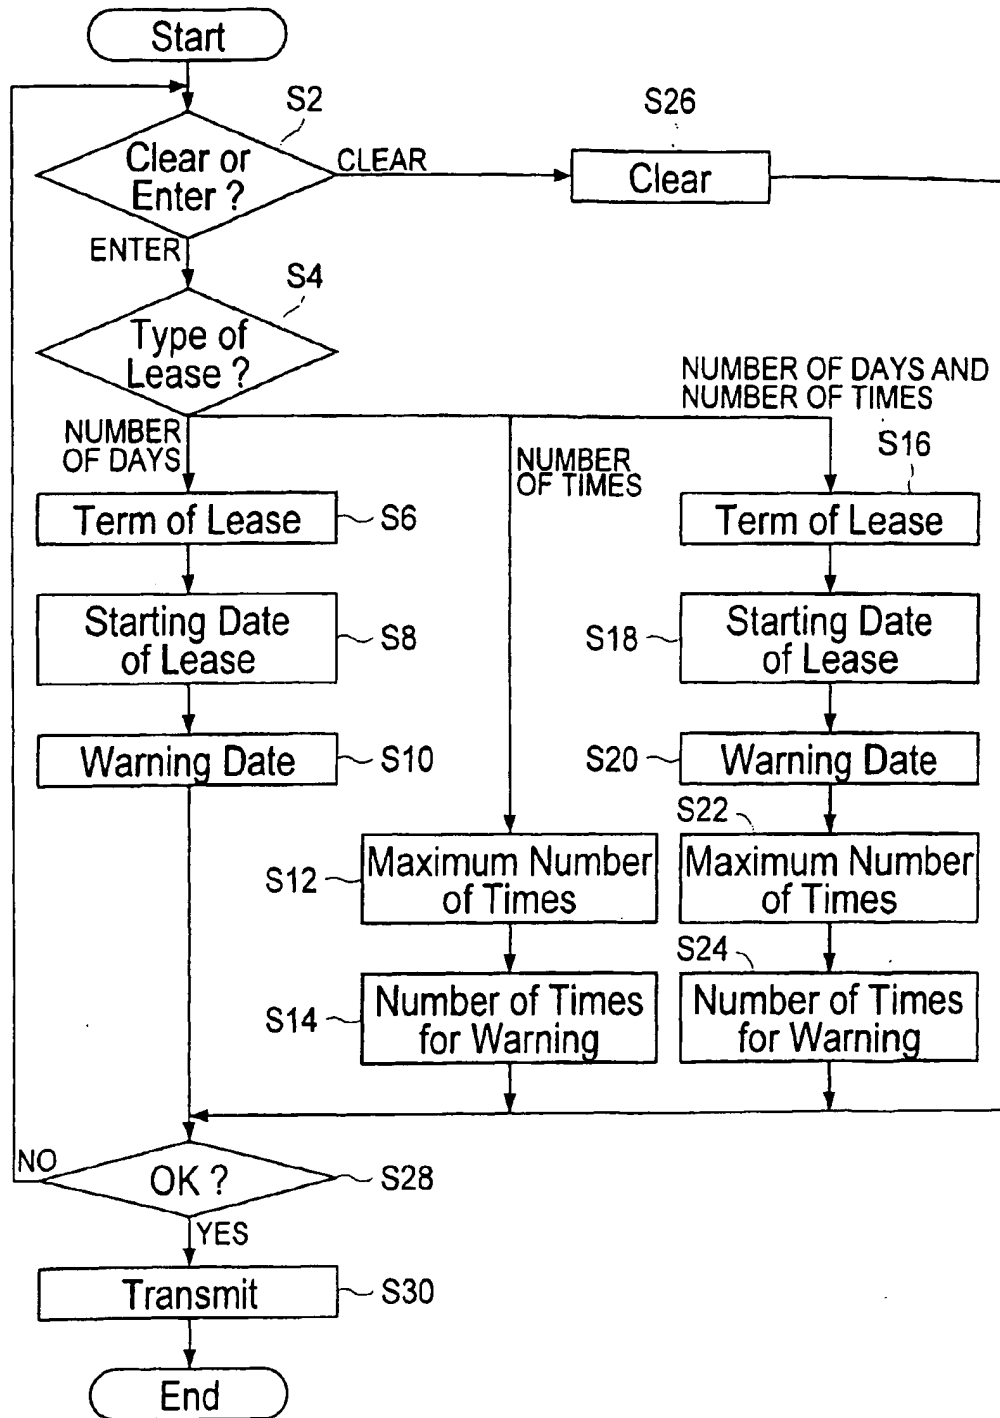 Start
S2
S26
Clear or
Enter ?
CLEAR
Clear
ENTER
S4
Type of
Lease ?
NUMBER OF DAYS AND
NUMBER OF TIMES
NUMBER
OF DAYS
NUMBER
OF TIMES
S16
Term of Lease
S6
Term of Lease
Starting Date
of Lease
S8
S18
Starting Date
of Lease
Warning Date
S10
S20
Warning Date
S22
S12
Maximum Number
of Times
Maximum Number
of Times
S24
S14
Number of Times
for Warning
Number of Times
for Warning
NO
OK ?
S28
YES
Transmit
S30
End